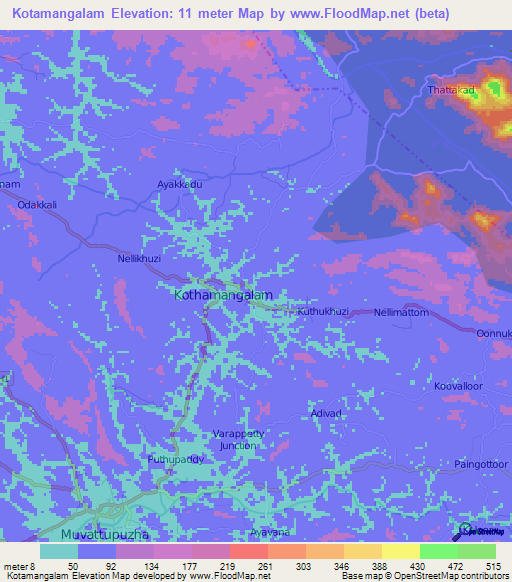 Kotamangalam Elevation: 11 meter Map by www.FloodMap.net (beta)
Thattakad
Ayakkadu
nam
Odakkali
Nellikhuzi
Kothamangalam
Kuthukhuzi
Nellimattom
Oonnuk
Koovalloor
Adivad
Varappetty
Junction
Puthupaddy
Paingottoor
Muvattupuzha
Ayavana
meter 8 50 92 134 177 219 261 303 346 388 430 472 515
Kotamangalam Elevation Map developed by www.FloodMap.net
Base map © OpenStreetMap contributors